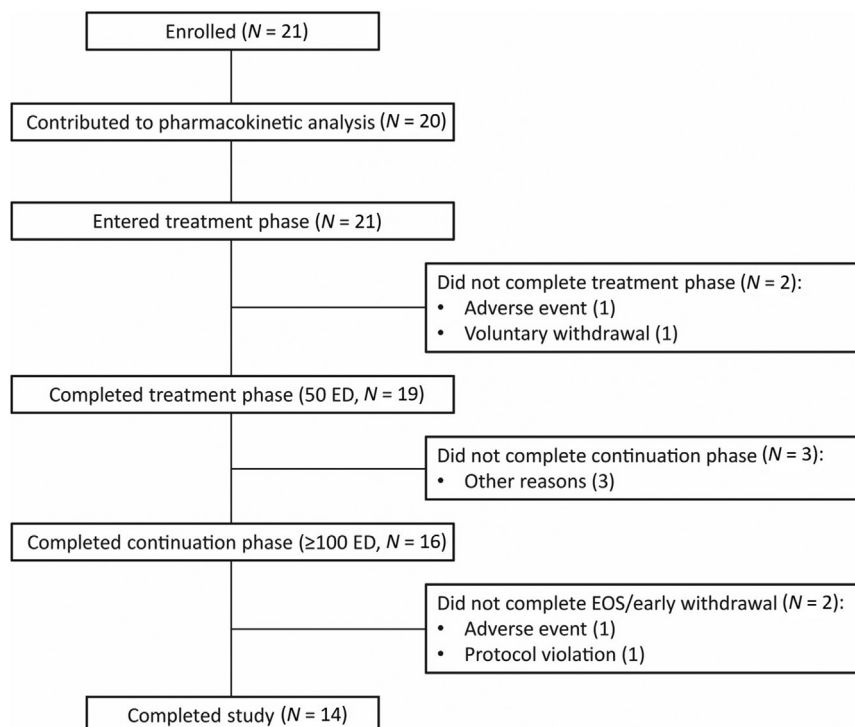 Enrolled (N = 21)
Contributed to pharmacokinetic analysis (N = 20)
Entered treatment phase (N = 21)
Did not complete treatment phase (N = 2):
• Adverse event (1)
• Voluntary withdrawal (1)
Completed treatment phase (50 ED, N = 19)
Did not complete continuation phase (N = 3):
• Other reasons (3)
Completed continuation phase (≥100 ED, N = 16)
Did not complete EOS/early withdrawal (N = 2):
• Adverse event (1)
• Protocol violation (1)
Completed study (N = 14)